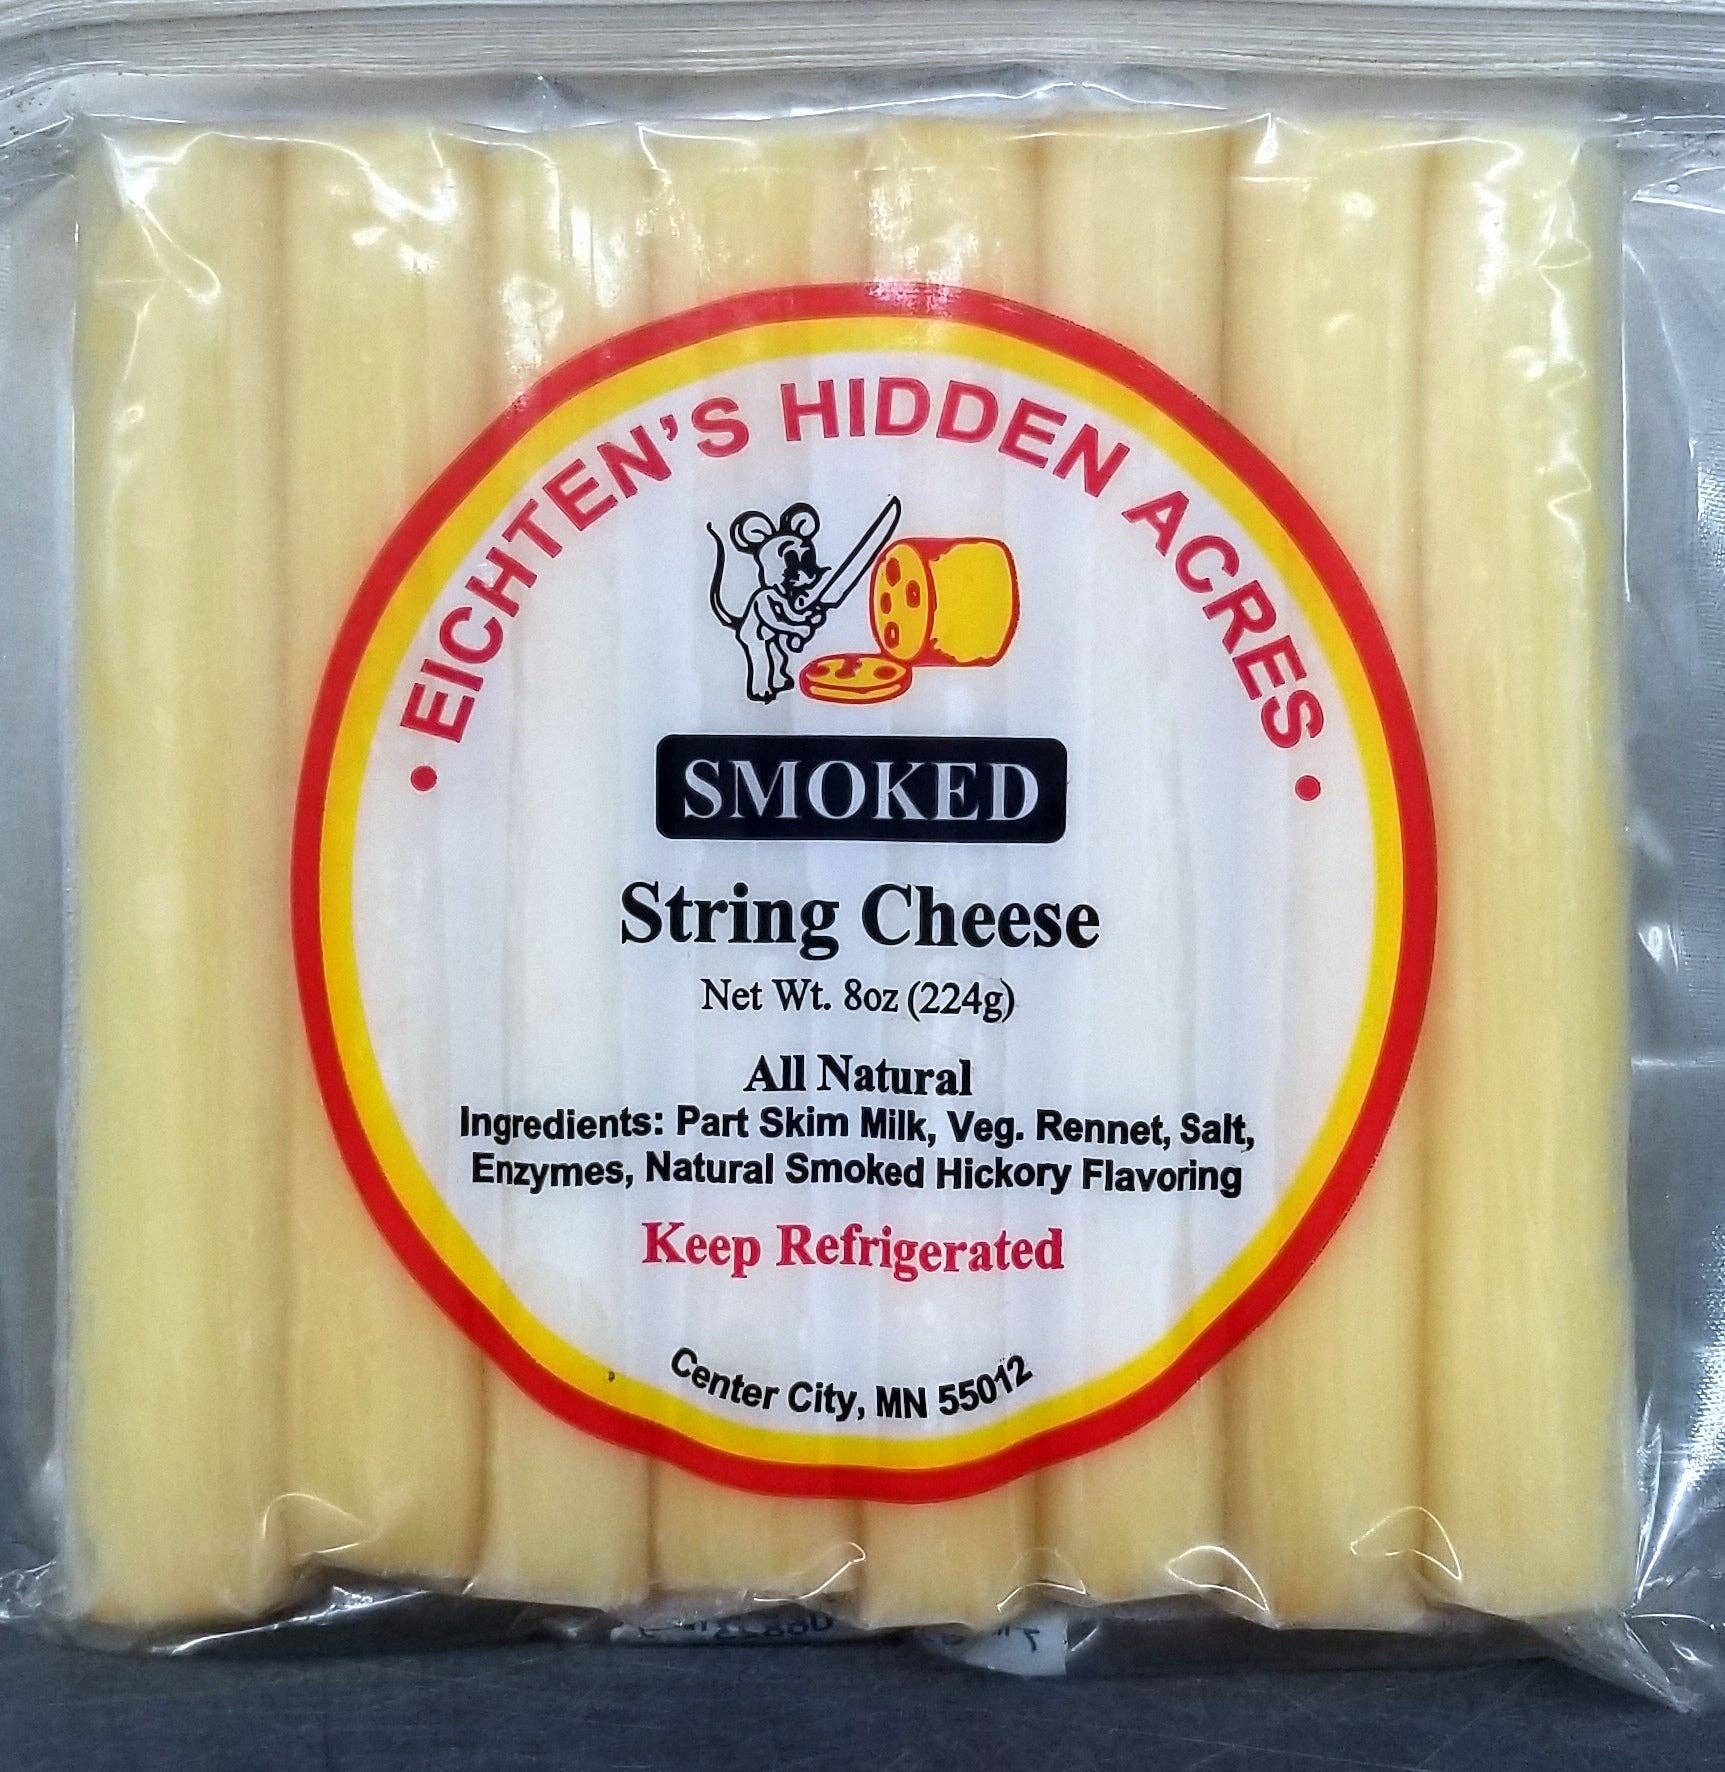 • EICHTEN'S HIDDEN ACRES •
SMOKED
String Cheese
Net Wt. 8oz (224g)
All Natural
Ingredients: Part Skim Milk, Veg. Rennet, Salt,
Enzymes, Natural Smoked Hickory Flavoring
Keep Refrigerated
Center City, MN 55012